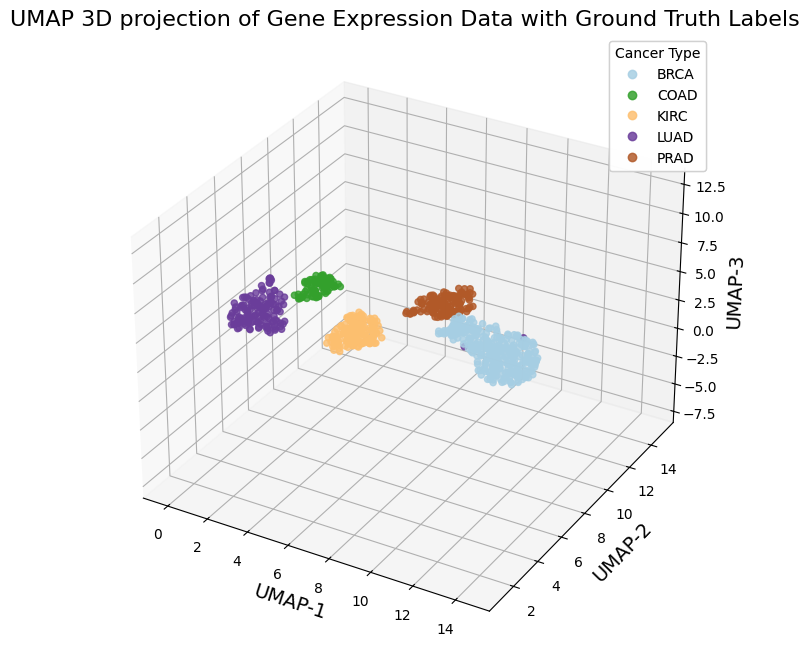 UMAP 3D projection of Gene Expression Data with Ground Truth Labels
Cancer Type
BRCA
COAD
KIRC
LUAD
PRAD
12.5
10.0
7.5
5.0
2.5
0.0
−2.5
−5.0
−7.5
UMAP-3
14
12
10
8
6
4
2
UMAP-2
0
2
4
6
8
10
12
14
UMAP-1